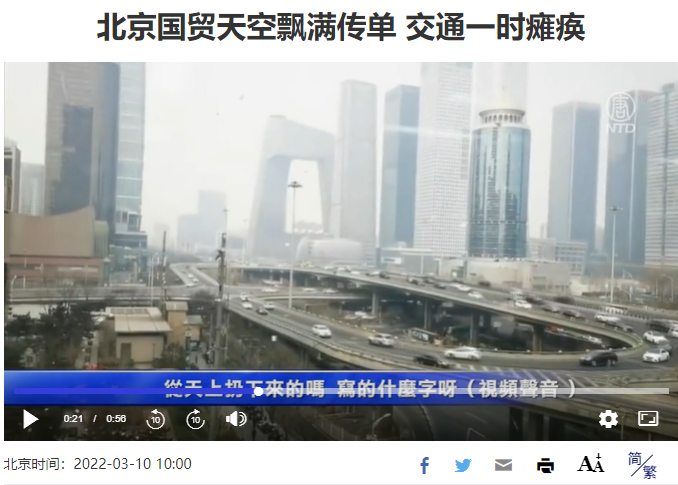 北京国贸天空飘满传单 交通一时瘫痪
唐
NTD
從天上扔下來的嗎 寫的什麼字呀（視頻聲音 ）
0:21 / 0:56
10
10
北京时间：2022-03-10 10:00
A A
简/繁